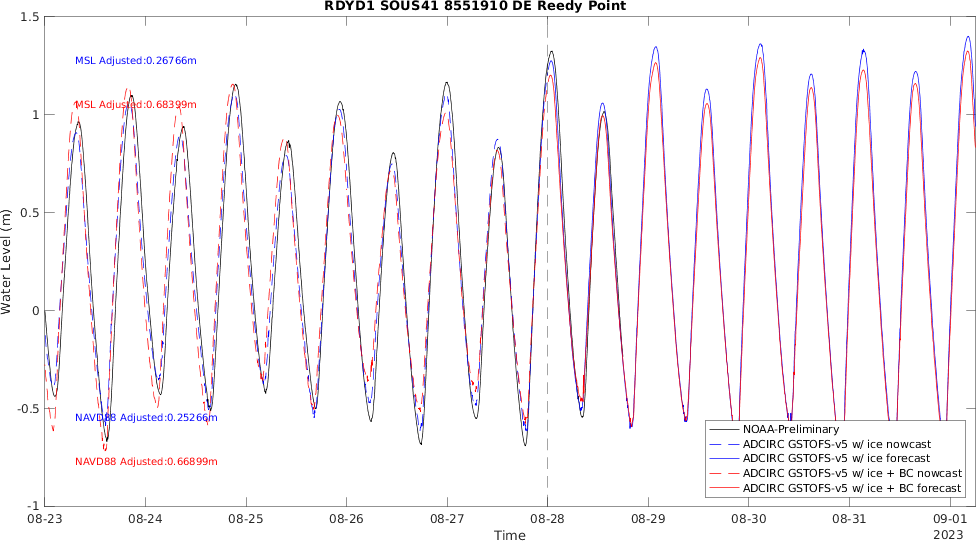 RDYD1 SOUS41 8551910 DE Reedy Point
1.5
MSL Adjusted:0.26766m
MSL Adjusted:0.68399m
1
0.5
Water Level (m)
0
-0.5
NAVD88 Adjusted:0.25266m
NAVD88 Adjusted:0.66899m
NOAA-Preliminary
ADCIRC GSTOFS-v5 w/ ice nowcast
ADCIRC GSTOFS-v5 w/ ice forecast
ADCIRC GSTOFS-v5 w/ ice + BC nowcast
ADCIRC GSTOFS-v5 w/ ice + BC forecast
-1
08-23 08-24 08-25 08-26 08-27 08-28 08-29 08-30 08-31 09-01
Time 2023